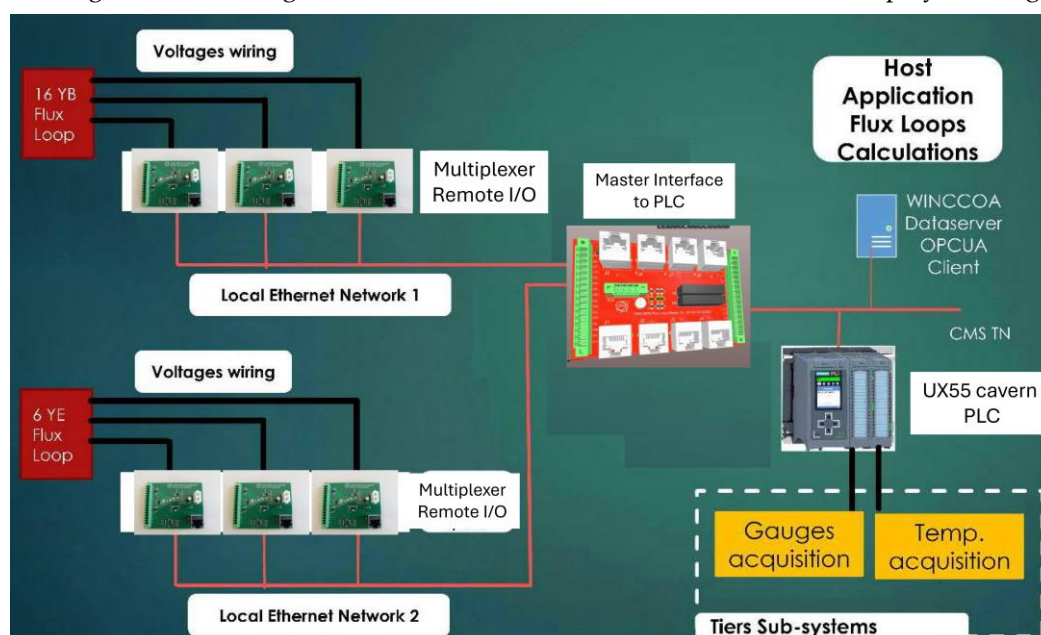 Voltages wiring
16 YB
Flux
Loop
Multiplexer
Remote I/O
Local Ethernet Network 1
Master Interface
to PLC
Host
Application
Flux Loops
Calculations
WINCCOA
Dataserver
OPCUA
Client
CMS TN
UX55 cavern
PLC
Voltages wiring
6 YE
Flux
Loop
Multiplexer
Remote I/O
Local Ethernet Network 2
Gauges
acquisition
Temp.
acquisition
Tiers Sub-systems